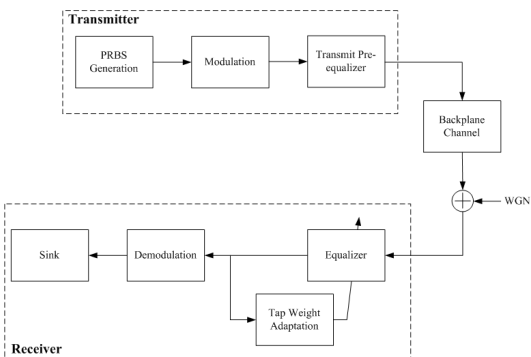 Transmitter
PRBS
Generation
Modulation
Transmit Pre-
equalizer
Backplane
Channel
WGN
Sink
Demodulation
Equalizer
Tap Weight
Adaptation
Receiver